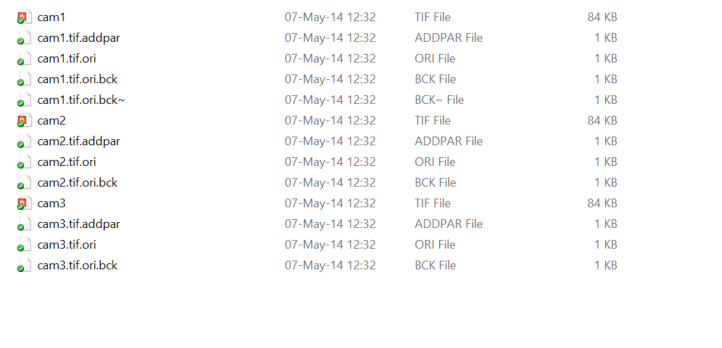 cam1 07-May-14 12:32 TIF File 84 KB
cam1.tif.addpar 07-May-14 12:32 ADDPAR File 1 KB
cam1.tif.ori 07-May-14 12:32 ORI File 1 KB
cam1.tif.ori.bck 07-May-14 12:32 BCK File 1 KB
cam1.tif.ori.bck~ 07-May-14 12:32 BCK~ File 1 KB
cam2 07-May-14 12:32 TIF File 84 KB
cam2.tif.addpar 07-May-14 12:32 ADDPAR File 1 KB
cam2.tif.ori 07-May-14 12:32 ORI File 1 KB
cam2.tif.ori.bck 07-May-14 12:32 BCK File 1 KB
cam3 07-May-14 12:32 TIF File 84 KB
cam3.tif.addpar 07-May-14 12:32 ADDPAR File 1 KB
cam3.tif.ori 07-May-14 12:32 ORI File 1 KB
cam3.tif.ori.bck 07-May-14 12:32 BCK File 1 KB